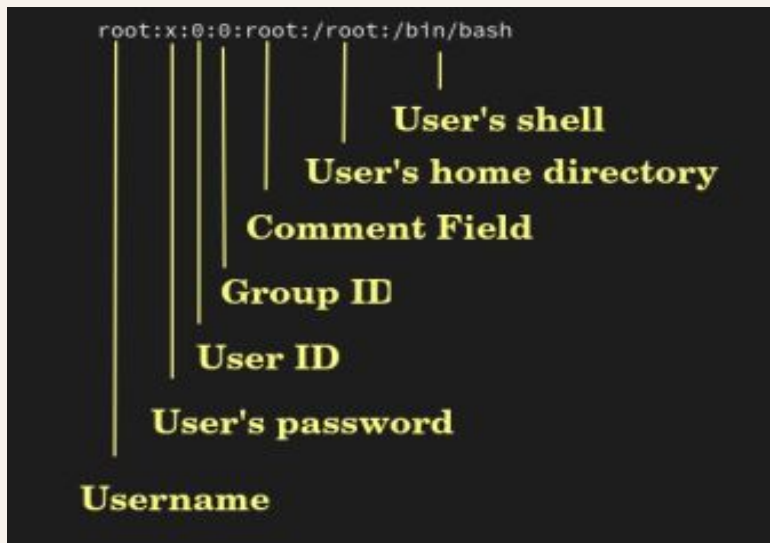 root:x:0:0:root:/root:/bin/bash
User's shell
User's home directory
Comment Field
Group ID
User ID
User's password
Username